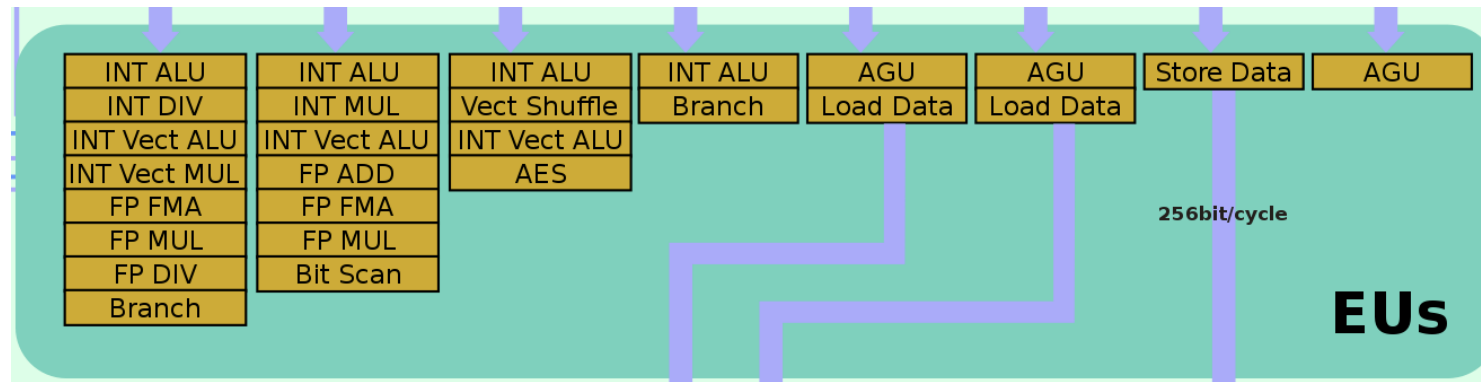 INT ALU
INT DIV
INT Vect ALU
INT Vect MUL
FP FMA
FP MUL
FP DIV
Branch
INT ALU
INT MUL
INT Vect ALU
FP ADD
FP FMA
FP MUL
Bit Scan
INT ALU
Vect Shuffle
INT Vect ALU
AES
INT ALU
Branch
AGU
Load Data
AGU
Load Data
Store Data
AGU
256bit/cycle
EUs